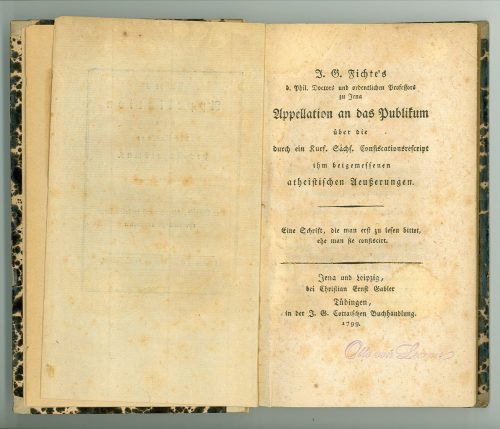 J. G. Fichte's
d. Phil. Doctors und ordentlichen Professors
zu Jena
Appellation an das Publikum
über die
durch ein Kurf. Sächs. Confiscationsrescript
ihm beigemessenen
atheistischen Aeußerungen.
Eine Schrift, die man erst zu lesen bittet,
ehe man sie confiscirt.
Jena und Leipzig,
bei Christian Ernst Gabler
Tübingen,
in der J. G. Cottaischen Buchhandlung.
1799.
Otto von